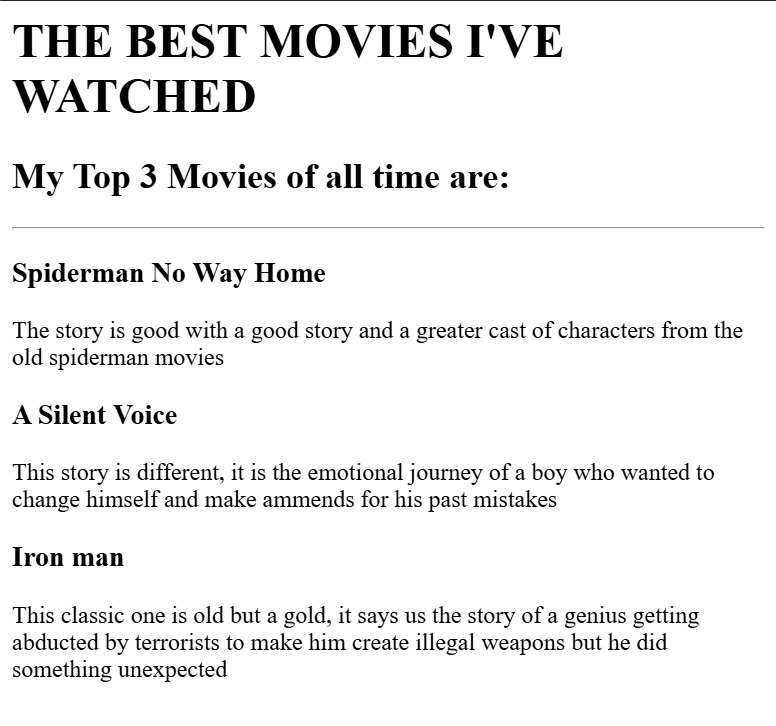 THE BEST MOVIES I'VE
WATCHED
My Top 3 Movies of all time are:
Spiderman No Way Home
The story is good with a good story and a greater cast of characters from the
old spiderman movies
A Silent Voice
This story is different, it is the emotional journey of a boy who wanted to
change himself and make ammends for his past mistakes
Iron man
This classic one is old but a gold, it says us the story of a genius getting
abducted by terrorists to make him create illegal weapons but he did
something unexpected